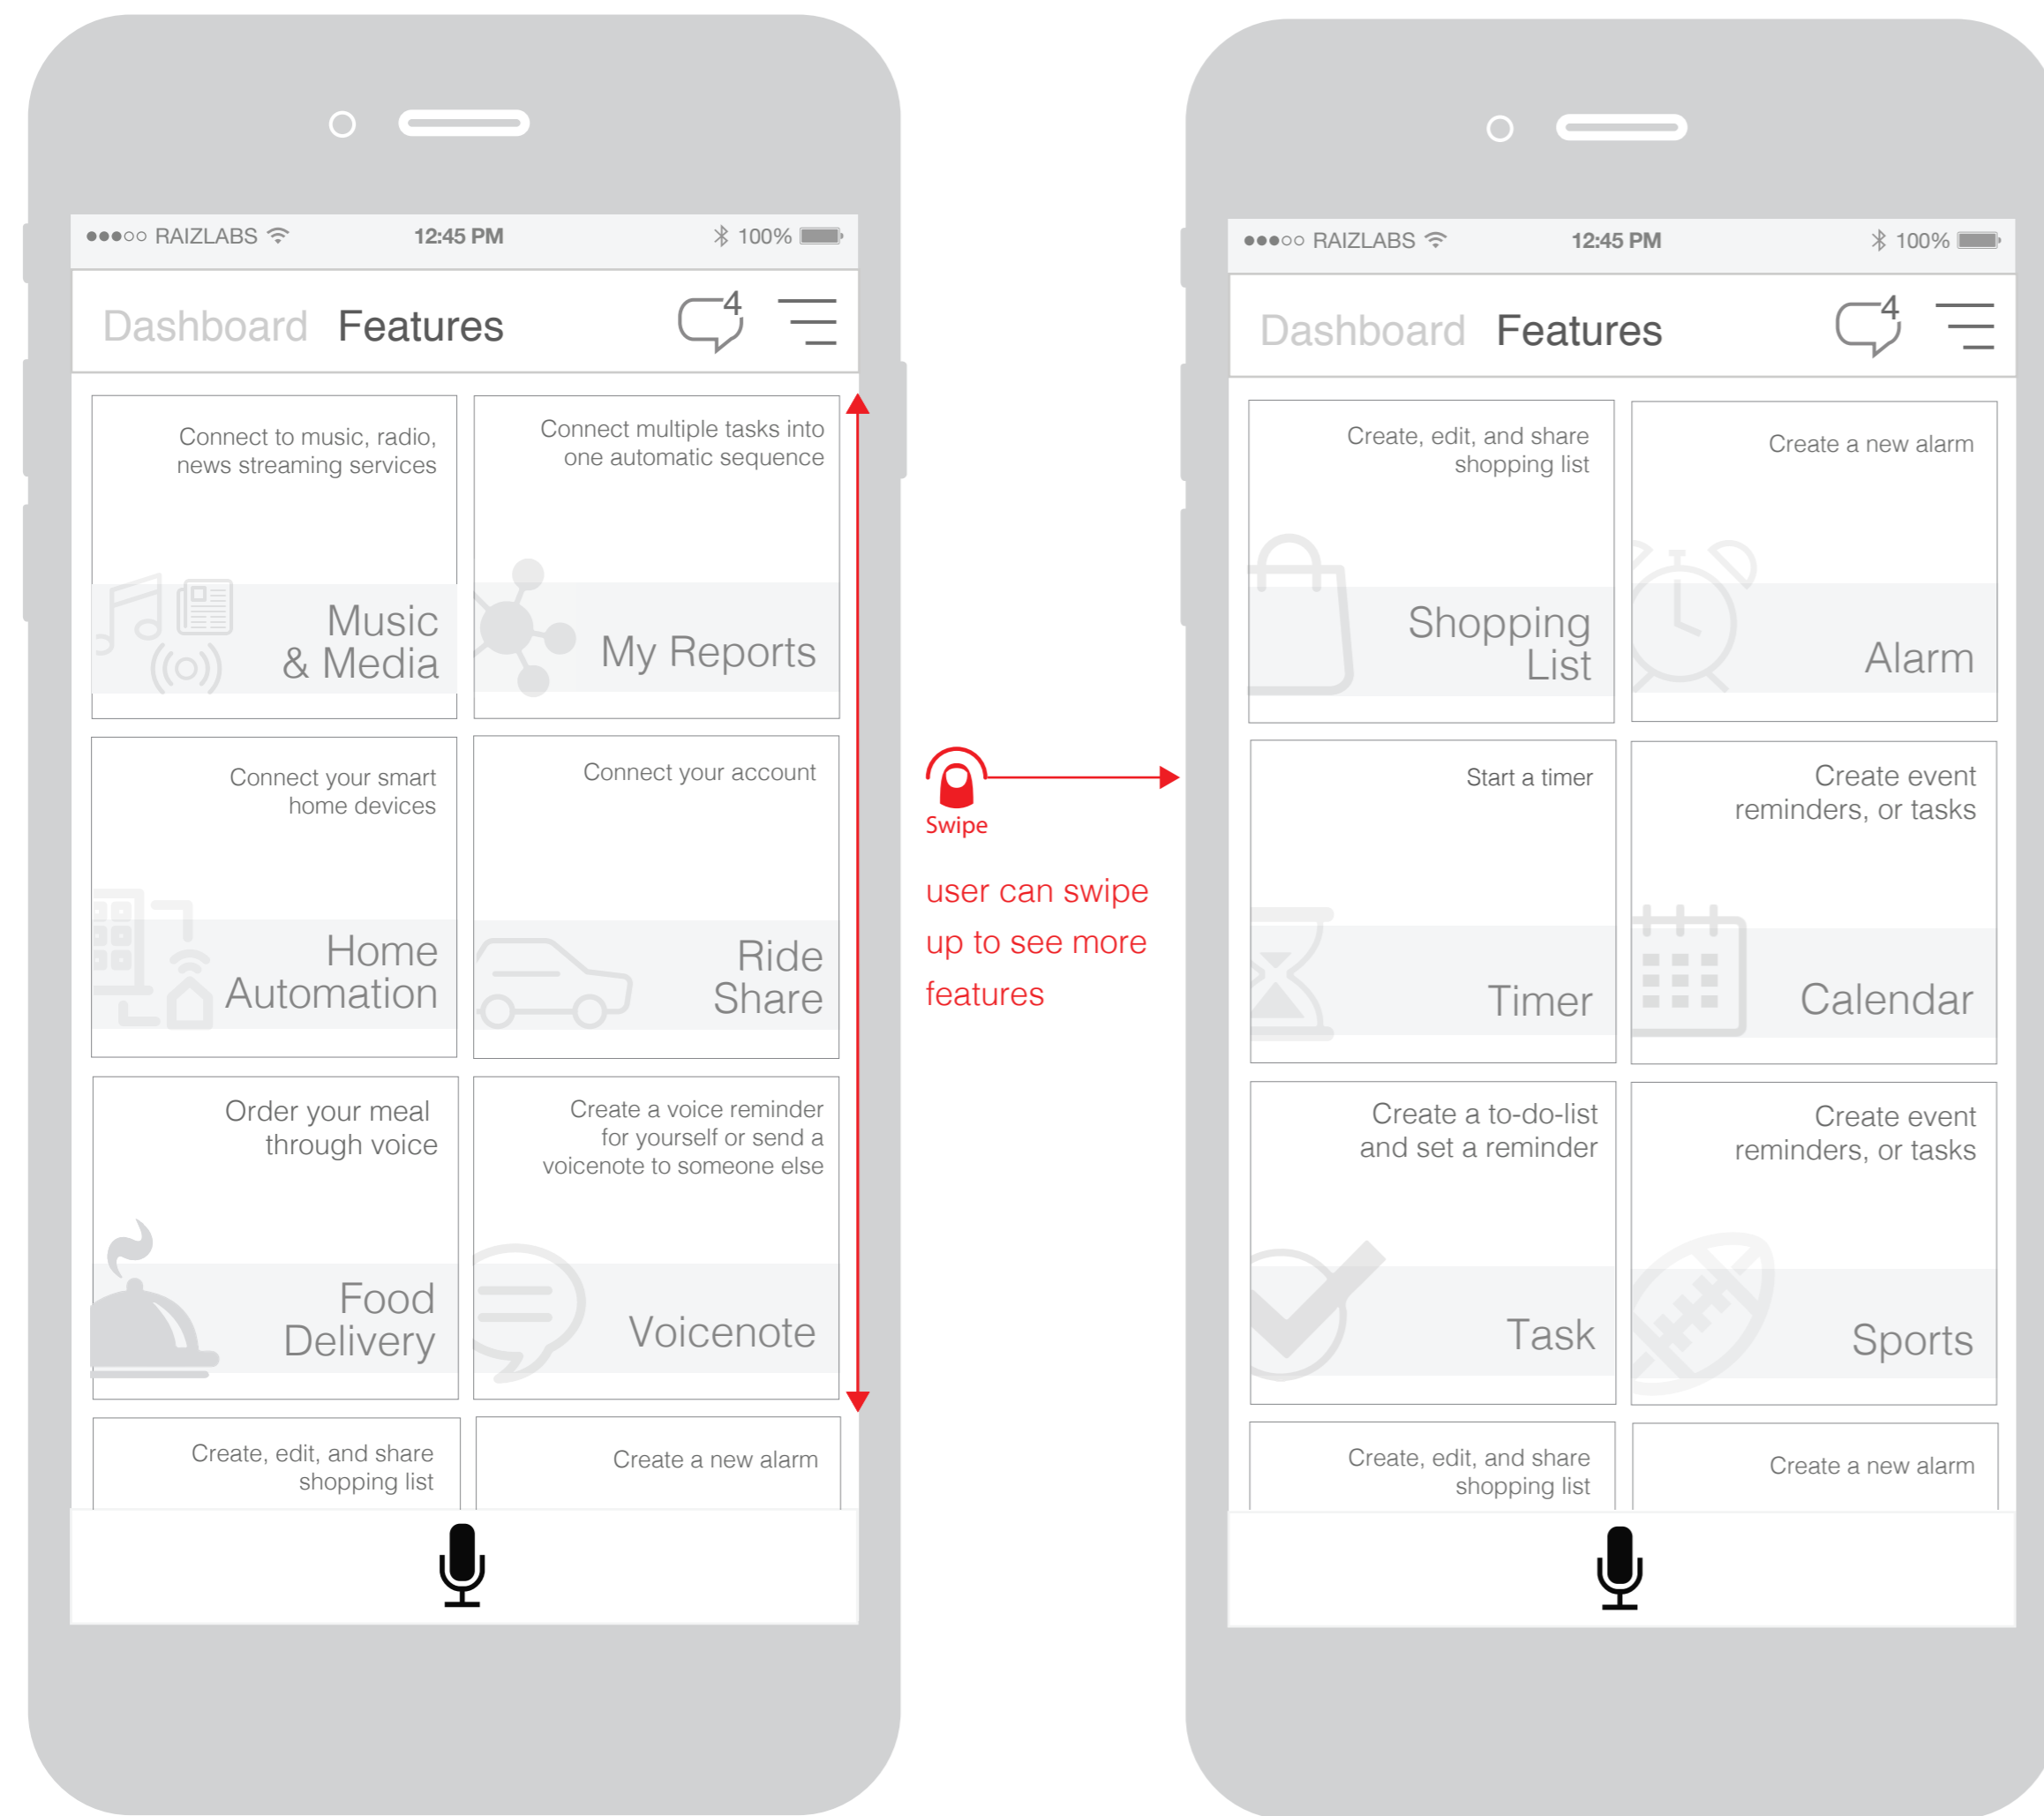 RAIZLABS 12:45 PM 100%
Dashboard Features 4
Connect to music, radio,
news streaming services
Music
& Media
Connect multiple tasks into
one automatic sequence
My Reports
Connect your smart
home devices
Home
Automation
Connect your account
Ride
Share
Order your meal
through voice
Food
Delivery
Create a voice reminder
for yourself or send a
voicenote to someone else
Voicenote
Create, edit, and share
shopping list
Create a new alarm
Swipe
user can swipe
up to see more
features
RAIZLABS 12:45 PM 100%
Dashboard Features 4
Create, edit, and share
shopping list
Shopping
List
Create a new alarm
Alarm
Start a timer
Timer
Create event
reminders, or tasks
Calendar
Create a to-do-list
and set a reminder
Task
Create event
reminders, or tasks
Sports
Create, edit, and share
shopping list
Create a new alarm